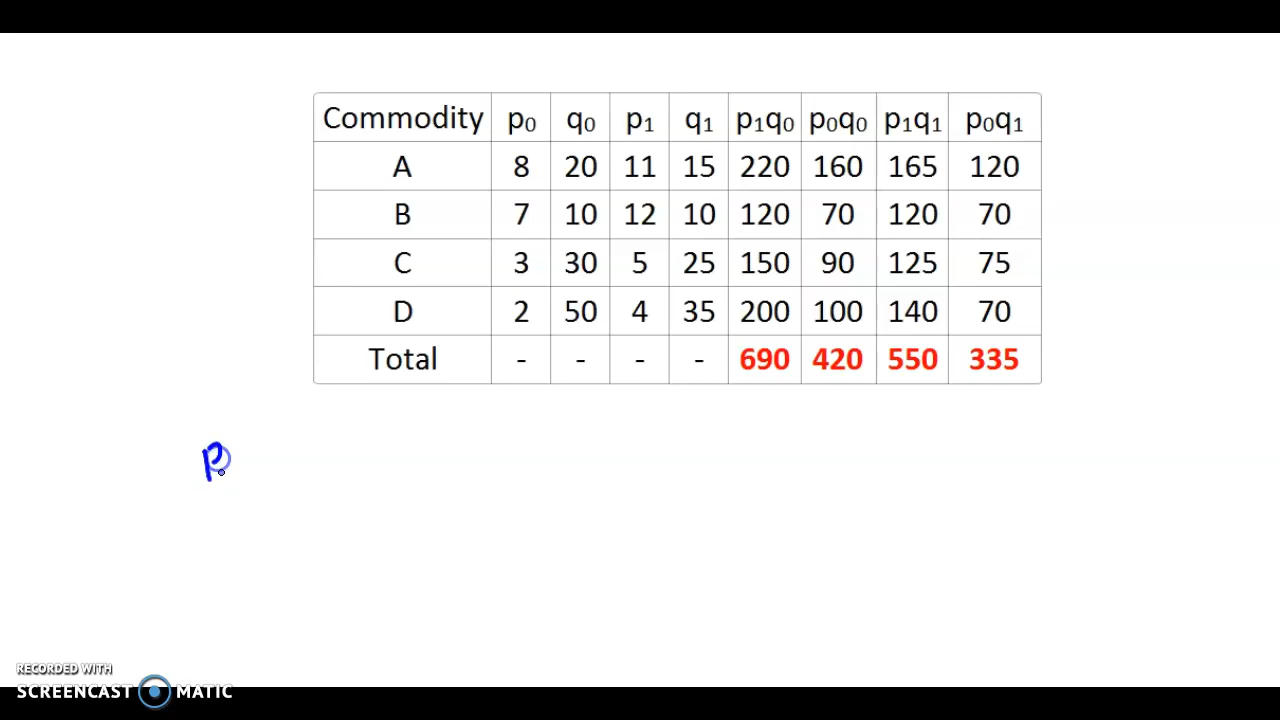 Commodity p₀ q₀ p₁ q₁ p₁q₀ p₀q₀ p₁q₁ p₀q₁
A 8 20 11 15 220 160 165 120
B 7 10 12 10 120 70 120 70
C 3 30 5 25 150 90 125 75
D 2 50 4 35 200 100 140 70
Total - - - - 690 420 550 335
P
RECORDED WITH
SCREENCAST MATIC